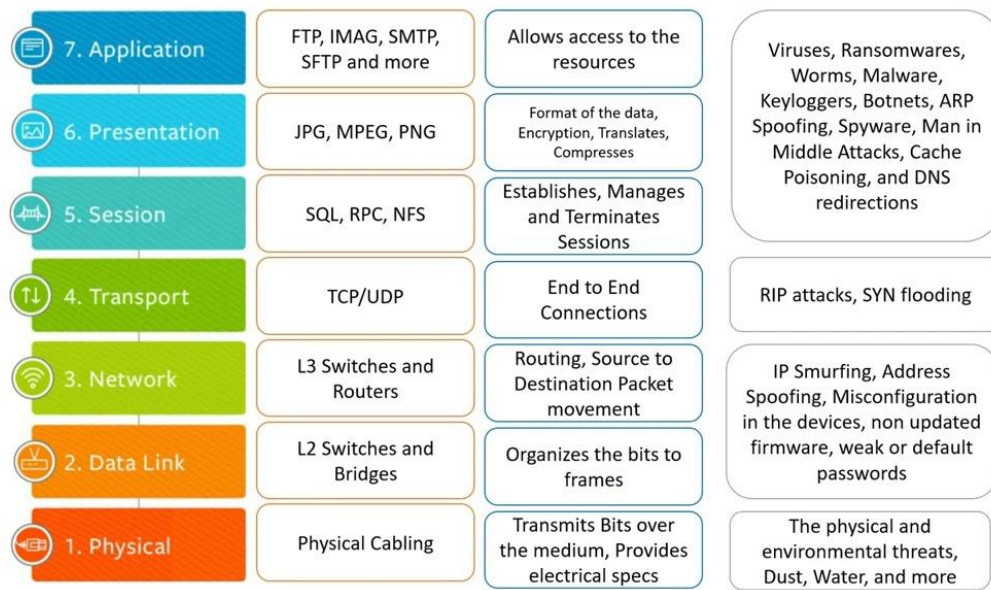 7. Application
FTP, IMAG, SMTP,
SFTP and more
Allows access to the
resources
Viruses, Ransomwares,
Worms, Malware,
Keyloggers, Botnets, ARP
Spoofing, Spyware, Man in
Middle Attacks, Cache
Poisoning, and DNS
redirections
6. Presentation
JPG, MPEG, PNG
Format of the data,
Encryption, Translates,
Compresses
5. Session
SQL, RPC, NFS
Establishes, Manages
and Terminates
Sessions
4. Transport
TCP/UDP
End to End
Connections
RIP attacks, SYN flooding
3. Network
L3 Switches and
Routers
Routing, Source to
Destination Packet
movement
IP Smurfing, Address
Spoofing, Misconfiguration
in the devices, non updated
firmware, weak or default
passwords
2. Data Link
L2 Switches and
Bridges
Organizes the bits to
frames
1. Physical
Physical Cabling
Transmits Bits over
the medium, Provides
electrical specs
The physical and
environmental threats,
Dust, Water, and more